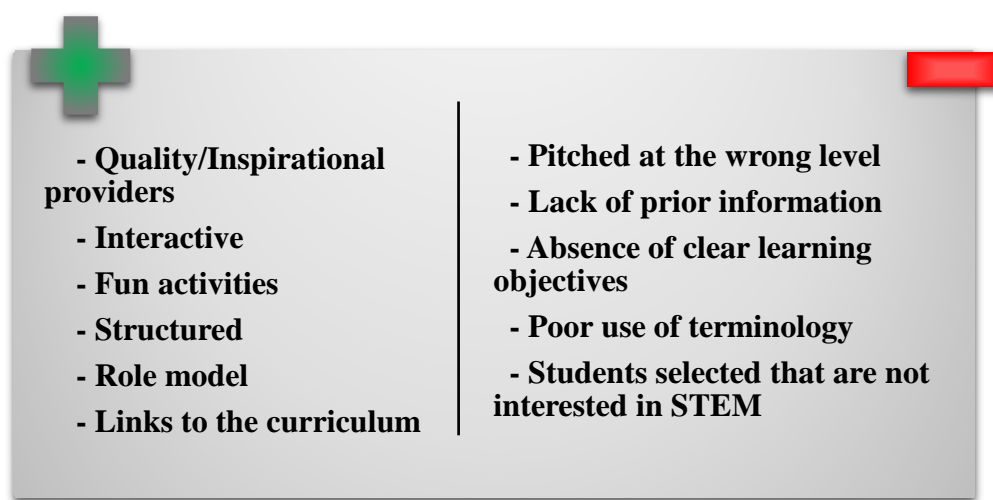 - Quality/Inspirational
providers
- Interactive
- Fun activities
- Structured
- Role model
- Links to the curriculum
- Pitched at the wrong level
- Lack of prior information
- Absence of clear learning
objectives
- Poor use of terminology
- Students selected that are not
interested in STEM